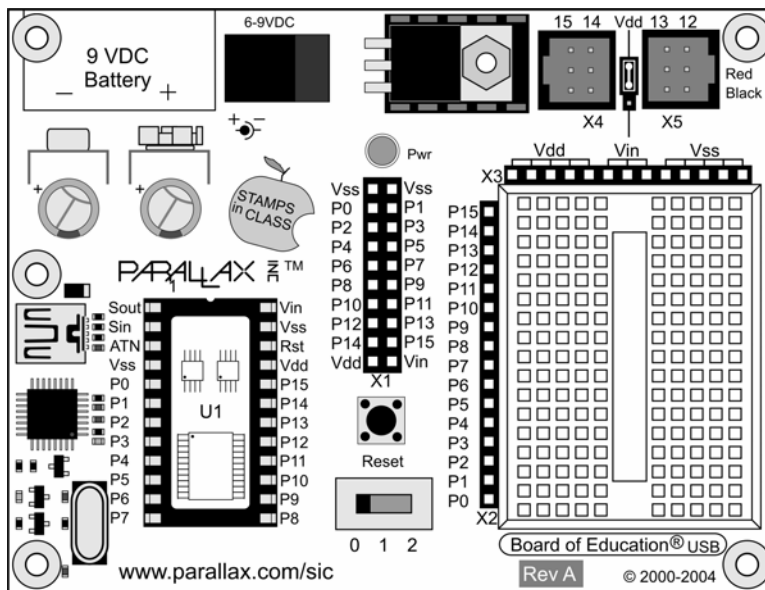 9 VDC
Battery
− +
6-9VDC
+ −
15 14 Vdd 13 12
Red
Black
X4 X5
Pwr
STAMPS
in CLASS
+
+
Vdd Vin Vss
X3
Vss Vss
P0 P1
P2 P3
P4 P5
P6 P7
P8 P9
P10 P11
P12 P13
P14 P15
Vdd Vin
X1
P15
P14
P13
P12
P11
P10
P9
P8
P7
P6
P5
P4
P3
P2
P1
P0
X2
PARALLAX INC ™
1
Sout Vin
Sin Vss
ATN Rst
Vss Vdd
P0 P15
P1 P14
P2 P13
P3 P12
P4 P11
P5 P10
P6 P9
P7 P8
U1
Reset
0 1 2
www.parallax.com/sic
Board of Education® USB
Rev A © 2000-2004